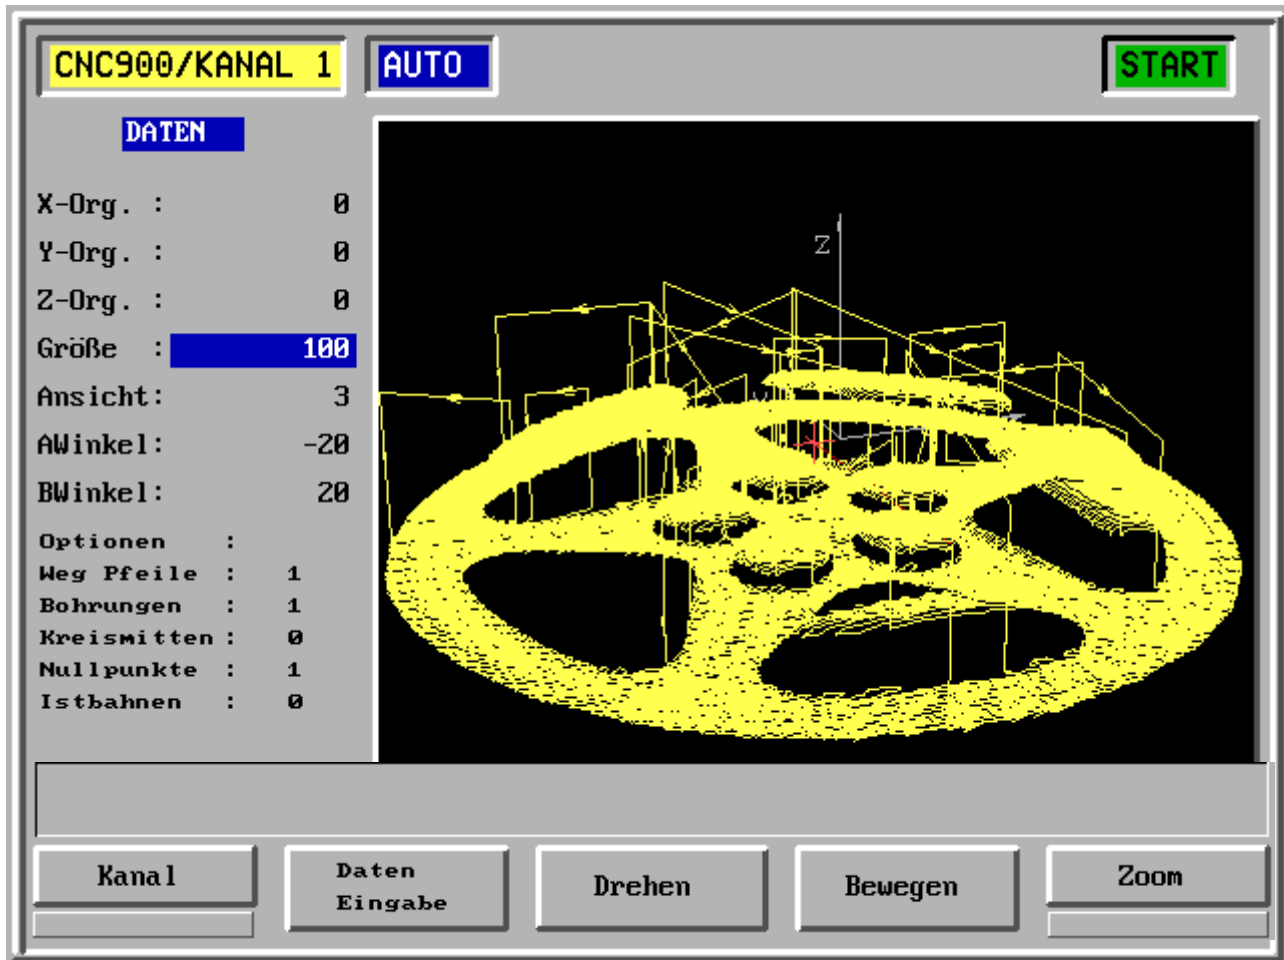 CNC900/KANAL 1 AUTO START
DATEN
X-Org. : 0
Y-Org. : 0
Z-Org. : 0
Größe : 100
Ansicht: 3
AWinkel: -20
BWinkel: 20
Optionen :
Weg Pfeile : 1
Bohrungen : 1
Kreismitten : 0
Nullpunkte : 1
Istbahnen : 0
Z
Kanal
Daten
Eingabe
Drehen
Bewegen
Zoom